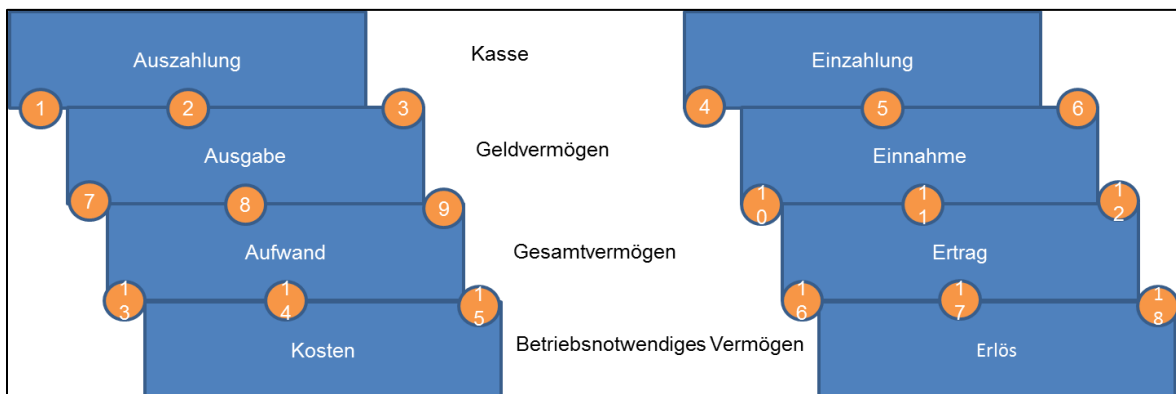 Auszahlung
Kasse
Einzahlung
1
2
3
4
5
6
Ausgabe
Geldvermögen
Einnahme
7
8
9
10
11
12
Aufwand
Gesamtvermögen
Ertrag
13
14
15
16
17
18
Kosten
Betriebsnotwendiges Vermögen
Erlös